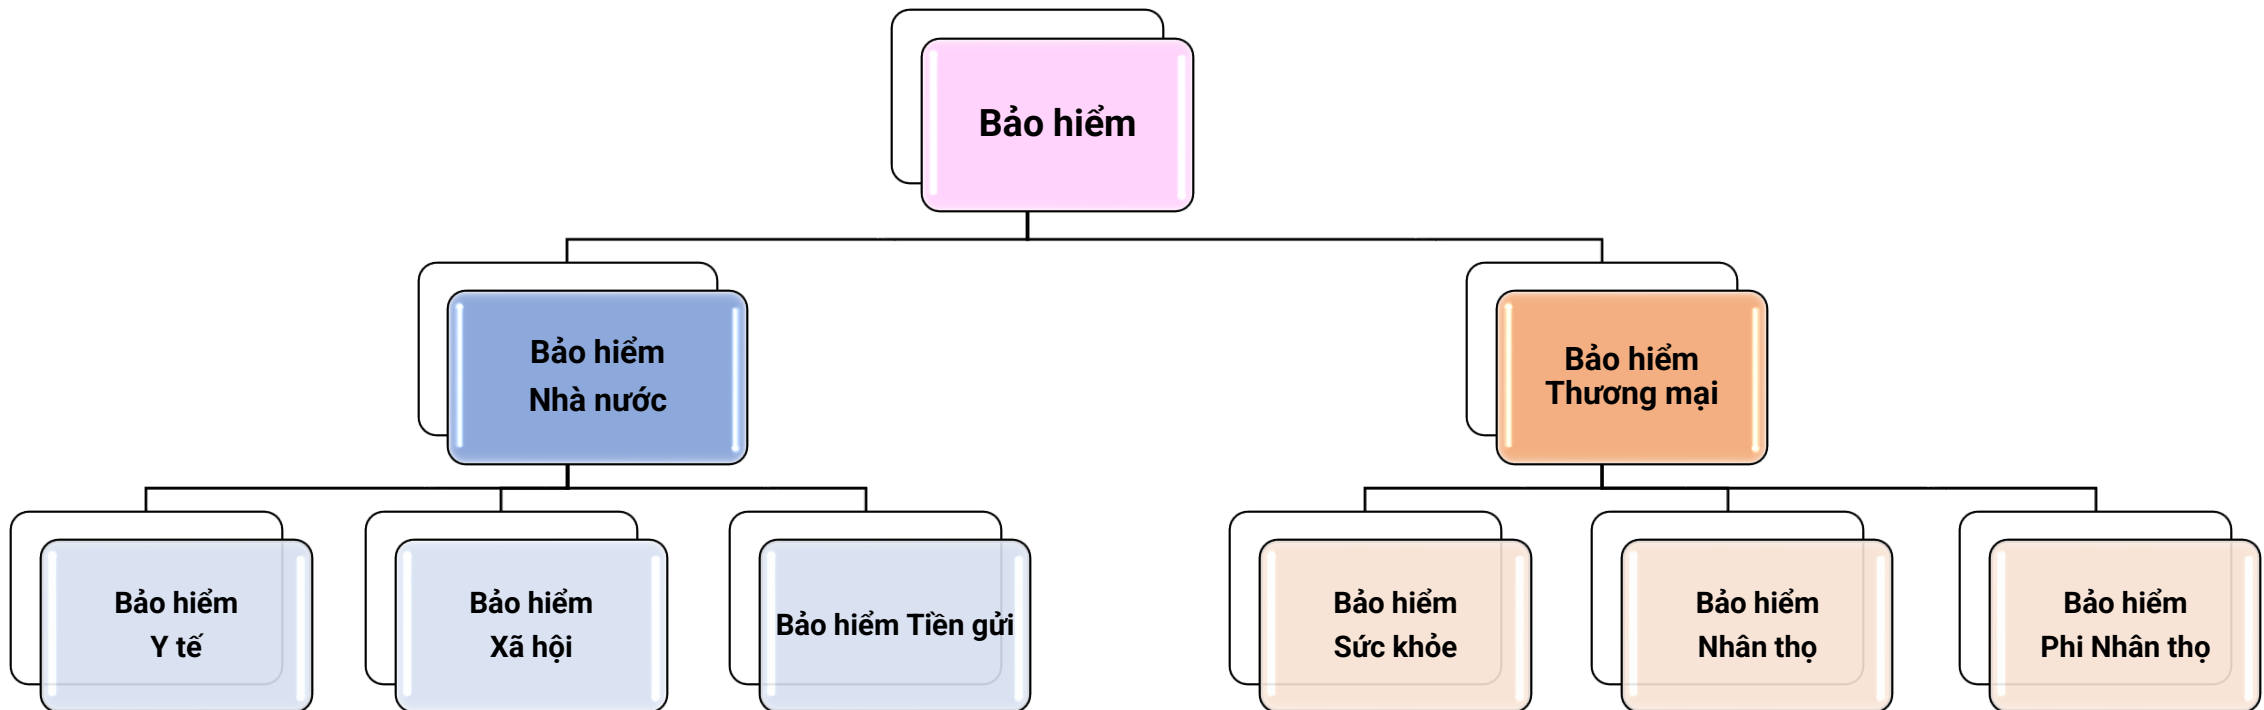 Bảo hiểm
Bảo hiểm
Nhà nước
Bảo hiểm
Thương mại
Bảo hiểm
Y tế
Bảo hiểm
Xã hội
Bảo hiểm Tiền gửi
Bảo hiểm
Sức khỏe
Bảo hiểm
Nhân thọ
Bảo hiểm
Phi Nhân thọ